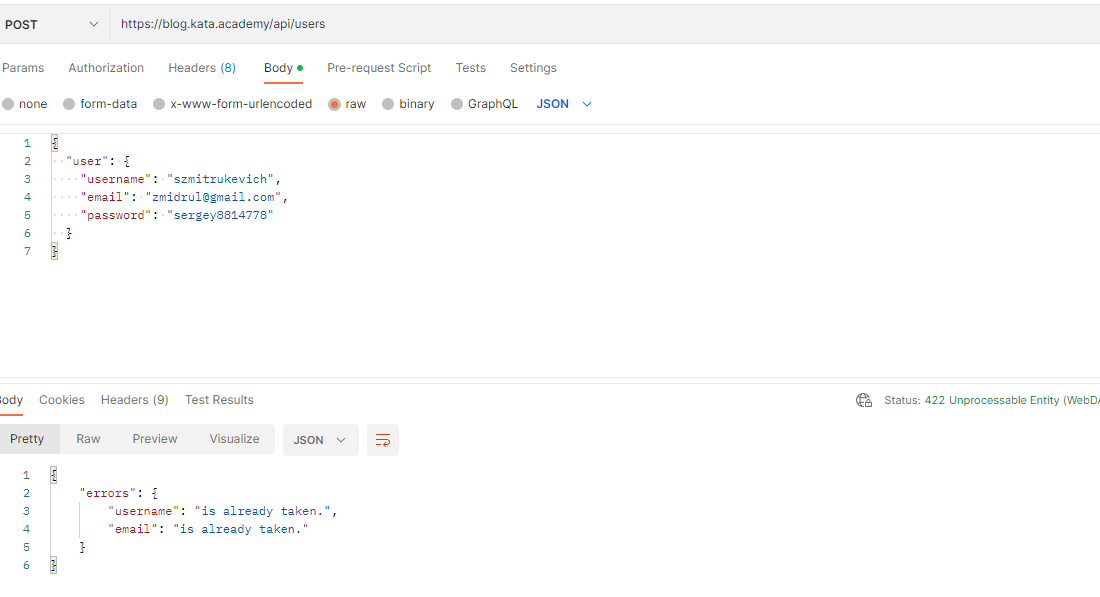 POST https://blog.kata.academy/api/users
Params Authorization Headers (8) Body Pre-request Script Tests Settings
none form-data x-www-form-urlencoded raw binary GraphQL JSON
1 {
2 "user": {
3 "username": "szmitrukevich",
4 "email": "zmidrul@gmail.com",
5 "password": "sergey8814778"
6 }
7 }
Body Cookies Headers (9) Test Results Status: 422 Unprocessable Entity (WebDA
Pretty Raw Preview Visualize JSON
1 {
2 "errors": {
3 "username": "is already taken.",
4 "email": "is already taken."
5 }
6 }